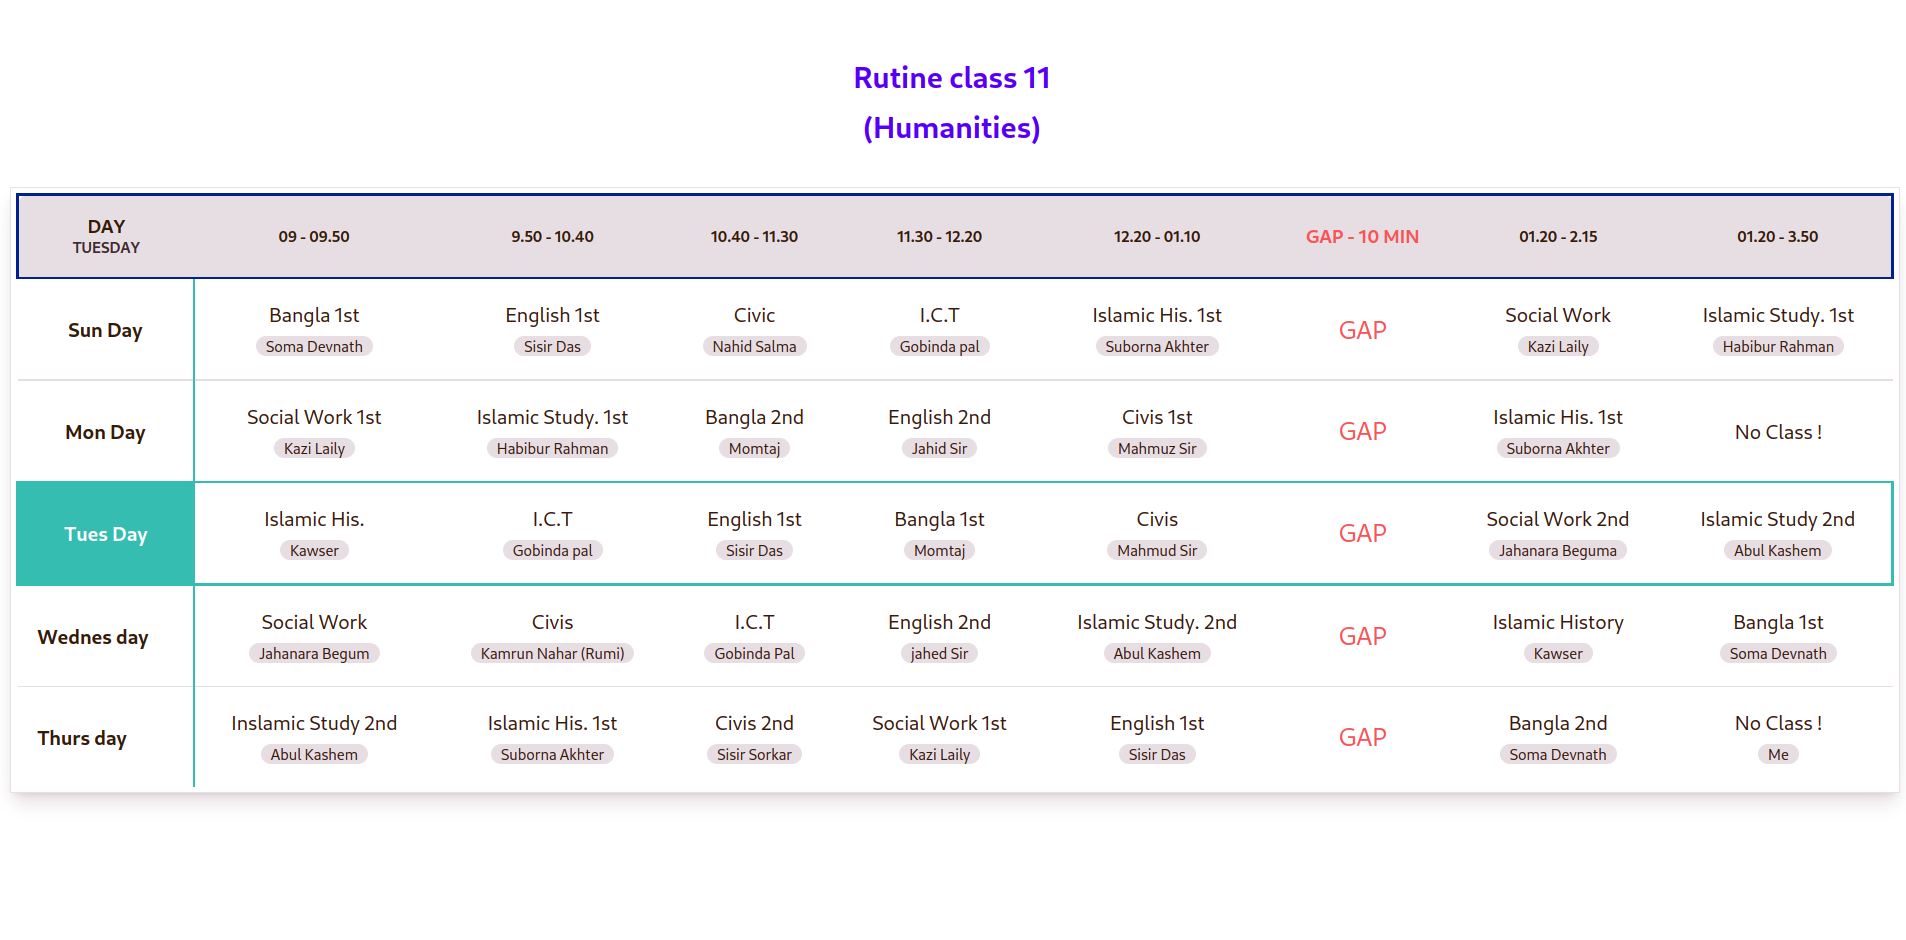 Rutine class 11
(Humanities)
DAY
TUESDAY
09 - 09.50
9.50 - 10.40
10.40 - 11.30
11.30 - 12.20
12.20 - 01.10
GAP - 10 MIN
01.20 - 2.15
01.20 - 3.50
Sun Day
Bangla 1st
Soma Devnath
English 1st
Sisir Das
Civic
Nahid Salma
I.C.T
Gobinda pal
Islamic His. 1st
Suborna Akhter
GAP
Social Work
Kazi Laily
Islamic Study. 1st
Habibur Rahman
Mon Day
Social Work 1st
Kazi Laily
Islamic Study. 1st
Habibur Rahman
Bangla 2nd
Momtaj
English 2nd
Jahid Sir
Civis 1st
Mahmuz Sir
GAP
Islamic His. 1st
Suborna Akhter
No Class !
Tues Day
Islamic His.
Kawser
I.C.T
Gobinda pal
English 1st
Sisir Das
Bangla 1st
Momtaj
Civis
Mahmud Sir
GAP
Social Work 2nd
Jahanara Beguma
Islamic Study 2nd
Abul Kashem
Wednes day
Social Work
Jahanara Begum
Civis
Kamrun Nahar (Rumi)
I.C.T
Gobinda Pal
English 2nd
jahed Sir
Islamic Study. 2nd
Abul Kashem
GAP
Islamic History
Kawser
Bangla 1st
Soma Devnath
Thurs day
Inslamic Study 2nd
Abul Kashem
Islamic His. 1st
Suborna Akhter
Civis 2nd
Sisir Sorkar
Social Work 1st
Kazi Laily
English 1st
Sisir Das
GAP
Bangla 2nd
Soma Devnath
No Class !
Me